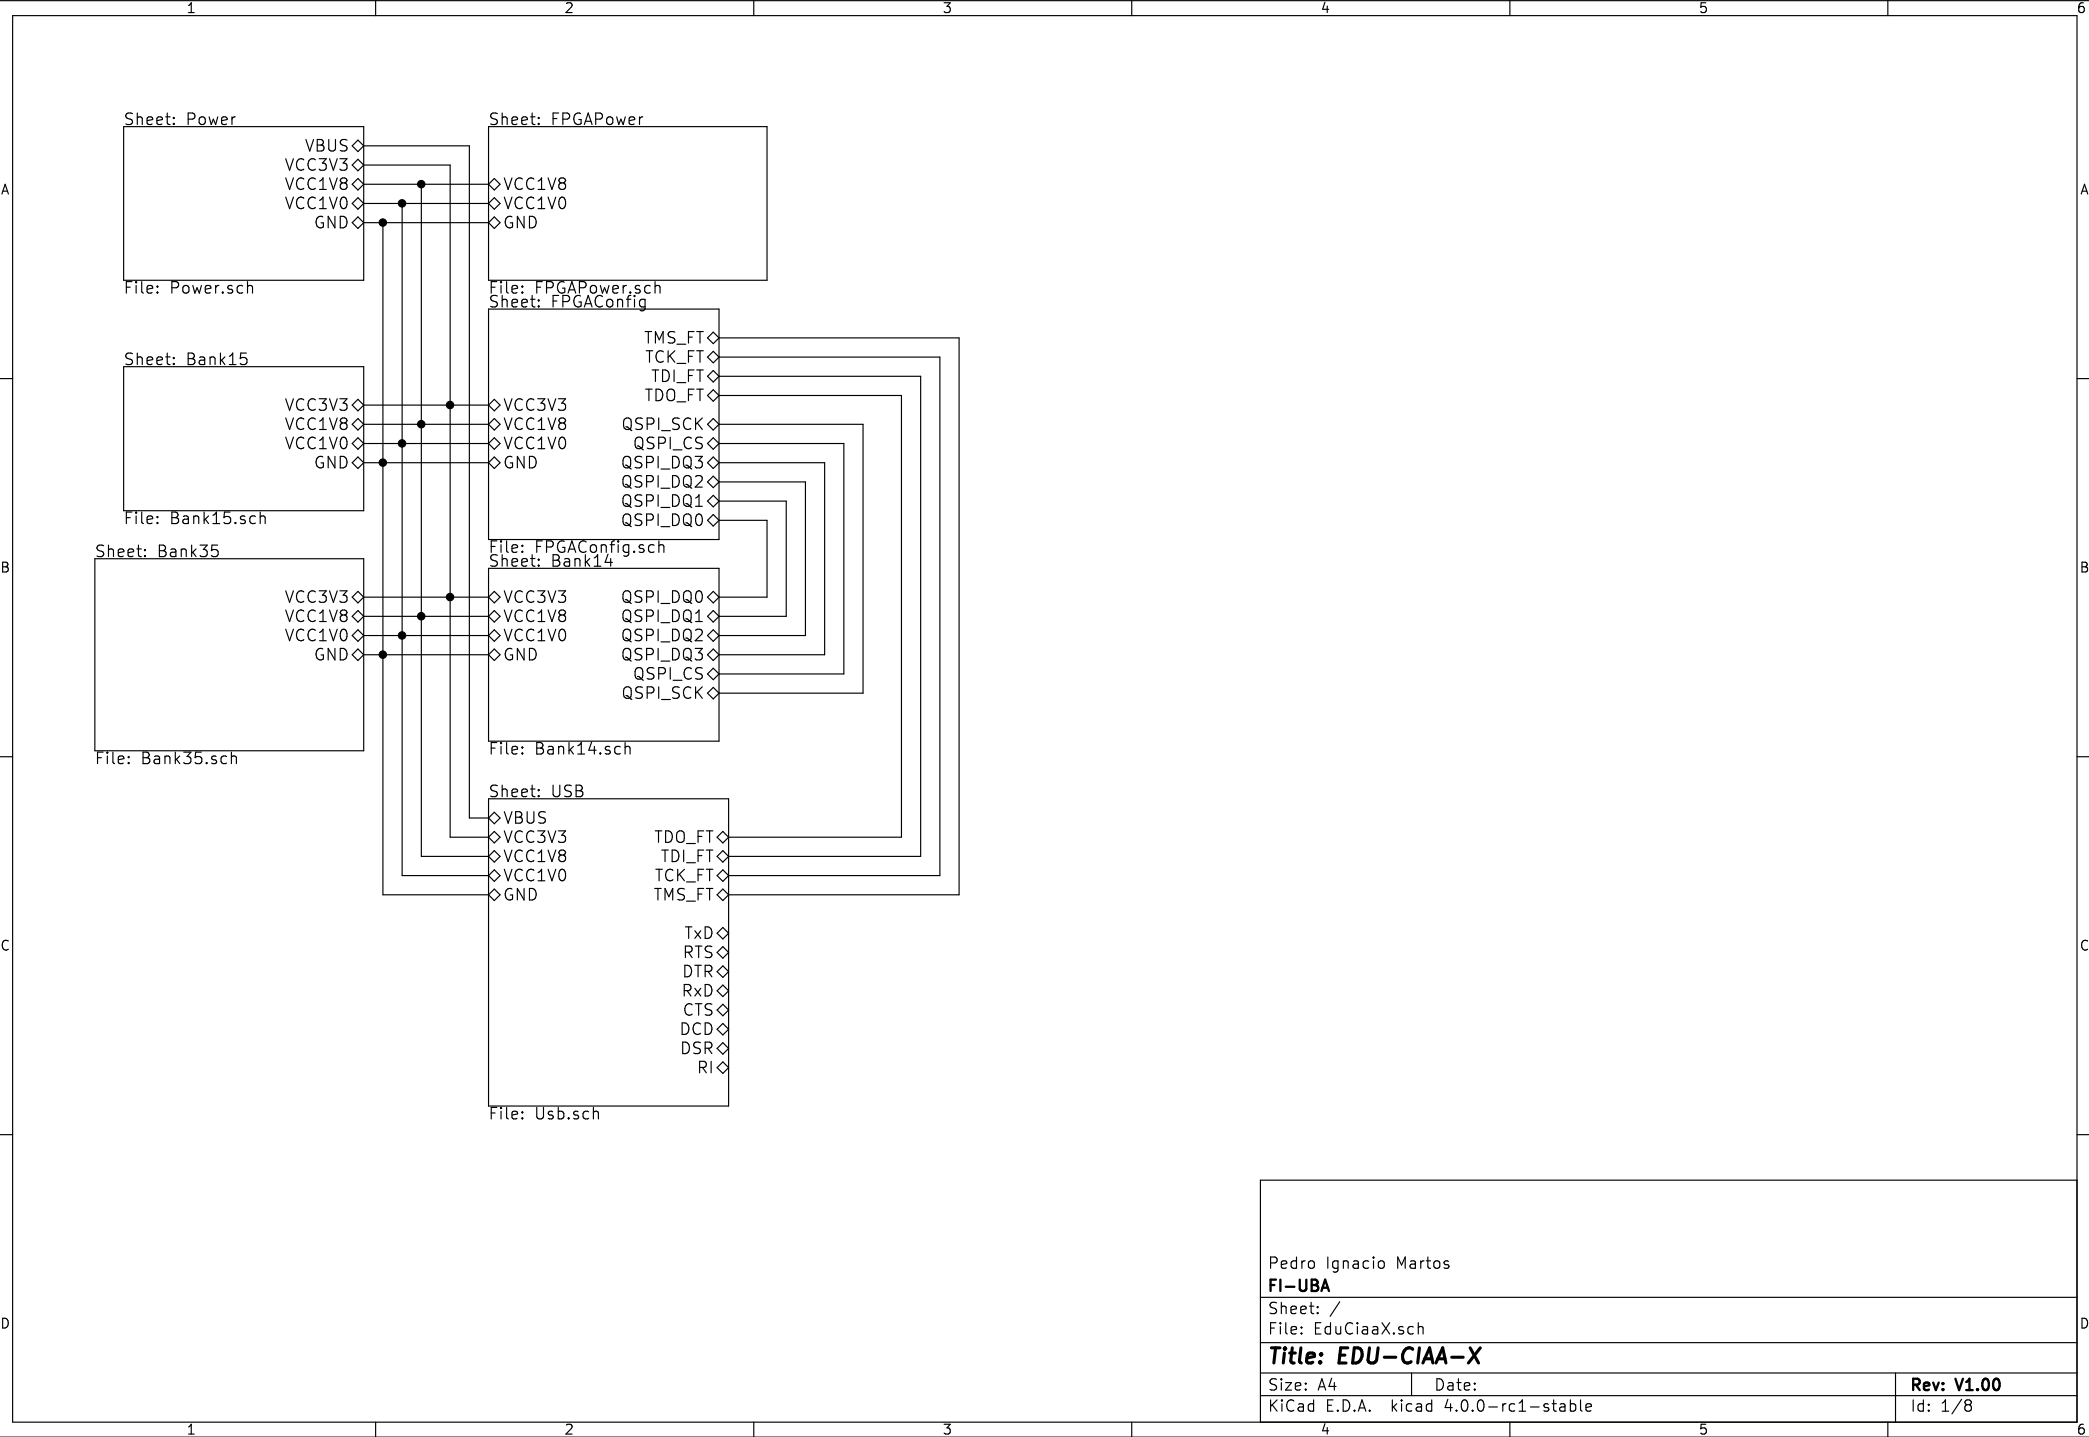 1 2 3 4 5 6
A A
B B
C C
D D
Sheet: Power
VBUS
VCC3V3
VCC1V8
VCC1V0
GND
File: Power.sch
Sheet: FPGAPower
VCC1V8
VCC1V0
GND
File: FPGAPower.sch
Sheet: Bank15
VCC3V3
VCC1V8
VCC1V0
GND
File: Bank15.sch
Sheet: FPGAConfig
TMS_FT
TCK_FT
TDI_FT
TDO_FT
VCC3V3
VCC1V8 QSPI_SCK
VCC1V0 QSPI_CS
GND QSPI_DQ3
QSPI_DQ2
QSPI_DQ1
QSPI_DQ0
File: FPGAConfig.sch
Sheet: Bank35
VCC3V3
VCC1V8
VCC1V0
GND
File: Bank35.sch
Sheet: Bank14
VCC3V3 QSPI_DQ0
VCC1V8 QSPI_DQ1
VCC1V0 QSPI_DQ2
GND QSPI_DQ3
QSPI_CS
QSPI_SCK
File: Bank14.sch
Sheet: USB
VBUS
VCC3V3 TDO_FT
VCC1V8 TDI_FT
VCC1V0 TCK_FT
GND TMS_FT
TxD
RTS
DTR
RxD
CTS
DCD
DSR
RI
File: Usb.sch
Pedro Ignacio Martos
FI-UBA
Sheet: /
File: EduCiaaX.sch
Title: EDU-CIAA-X
Size: A4 Date: Rev: V1.00
KiCad E.D.A. kicad 4.0.0-rc1-stable Id: 1/8
1 2 3 4 5 6